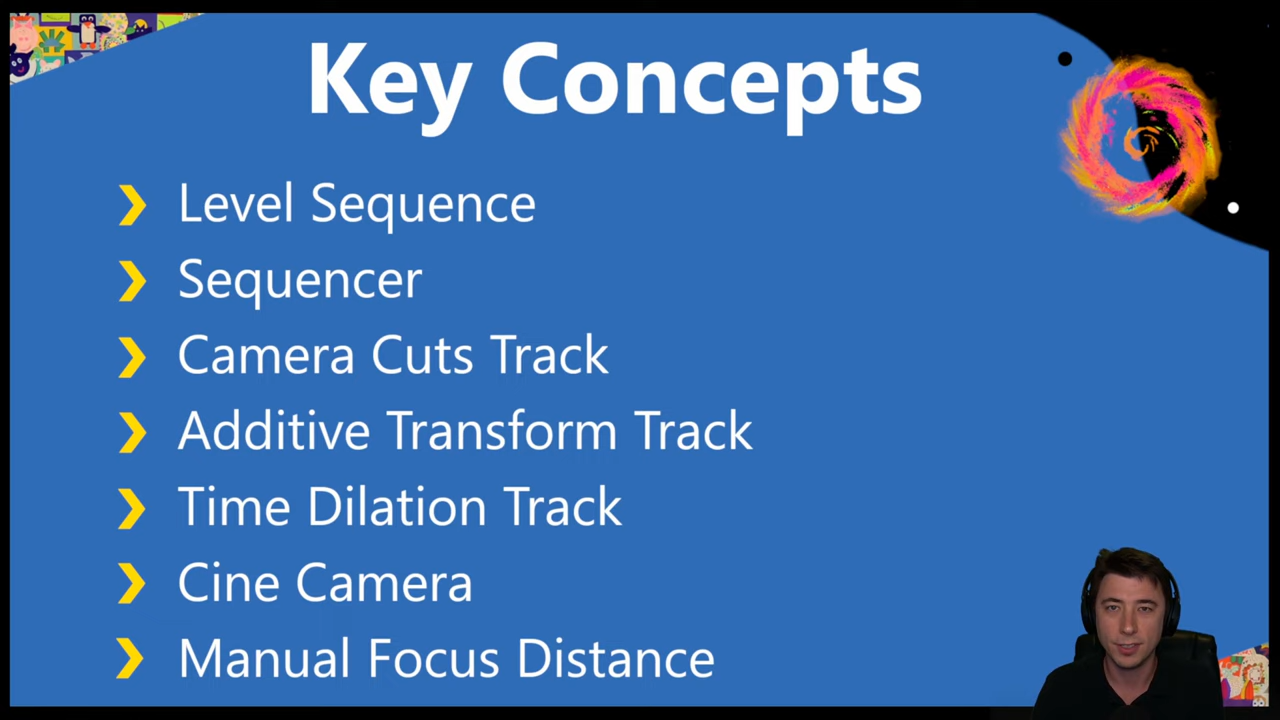 Key Concepts
Level Sequence
Sequencer
Camera Cuts Track
Additive Transform Track
Time Dilation Track
Cine Camera
Manual Focus Distance